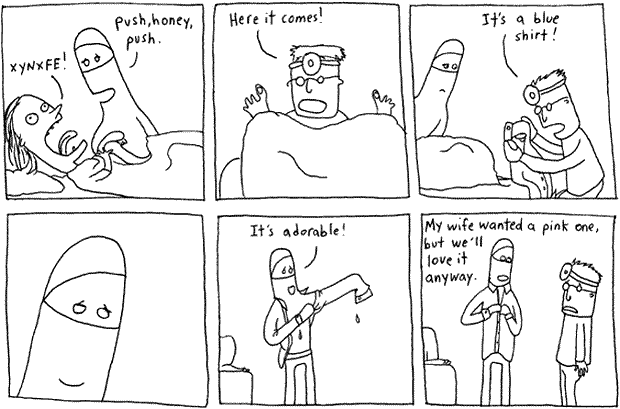 xyNxFE!
push, honey,
push.
Here it comes!
It's a blue
shirt!
It's adorable!
My wife wanted a pink one,
but we'll
love it
anyway.